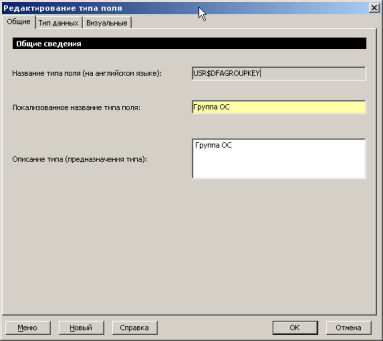 Редактирование типа поля
Общие Тип данных Визуальные
Общие сведения
Название типа поля (на английском языке): USR$DFAGROUPKEY
Локализованное название типа поля: Группа ОС
Описание типа (предназначения типа): Группа ОС
Меню Новый Справка ОК Отмена